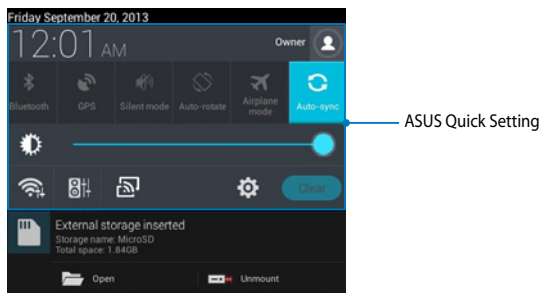 Friday September 20, 2013
12:01 AM
Owner
Bluetooth GPS Silent mode Auto-rotate Airplane mode Auto-sync
ASUS Quick Setting
Clear
External storage inserted
Storage name: MicroSD
Total space: 1.84GB
Open Unmount